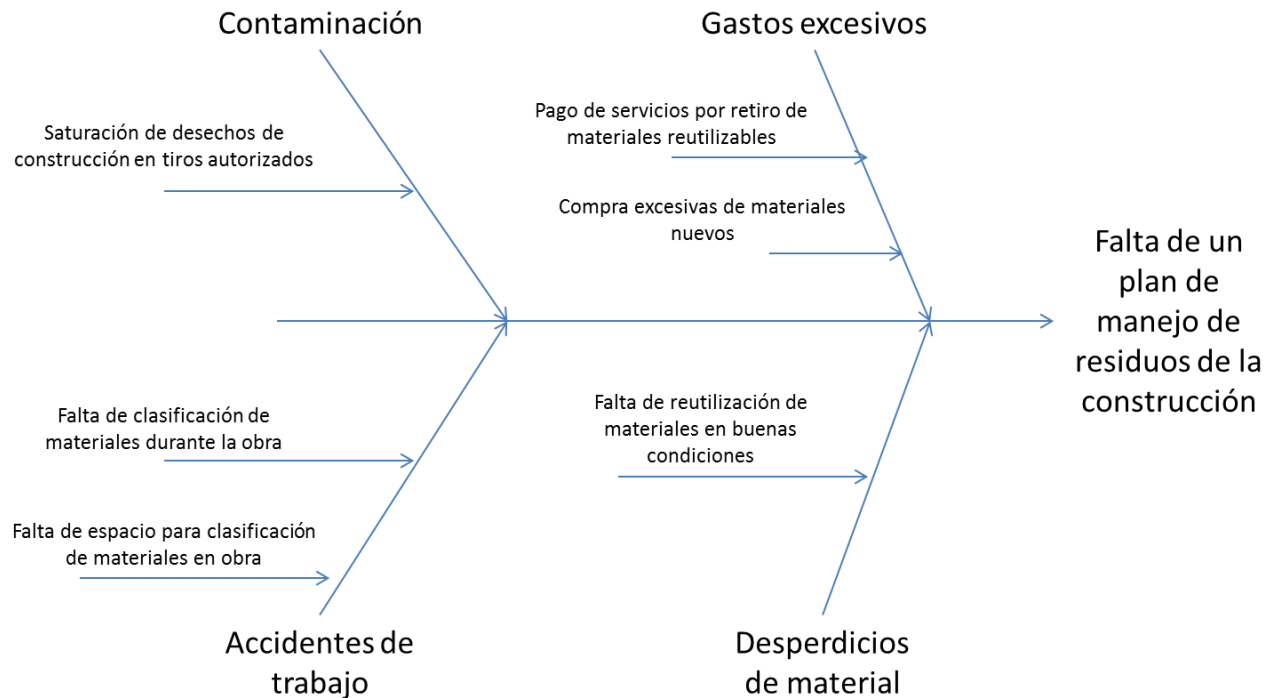 Contaminación
Gastos excesivos
Saturación de desechos de
construcción en tiros autorizados
Pago de servicios por retiro de
materiales reutilizables
Compra excesivas de materiales
nuevos
Falta de un
plan de
manejo de
residuos de la
construcción
Falta de clasificación de
materiales durante la obra
Falta de espacio para clasificación
de materiales en obra
Falta de reutilización de
materiales en buenas
condiciones
Accidentes de
trabajo
Desperdicios
de material